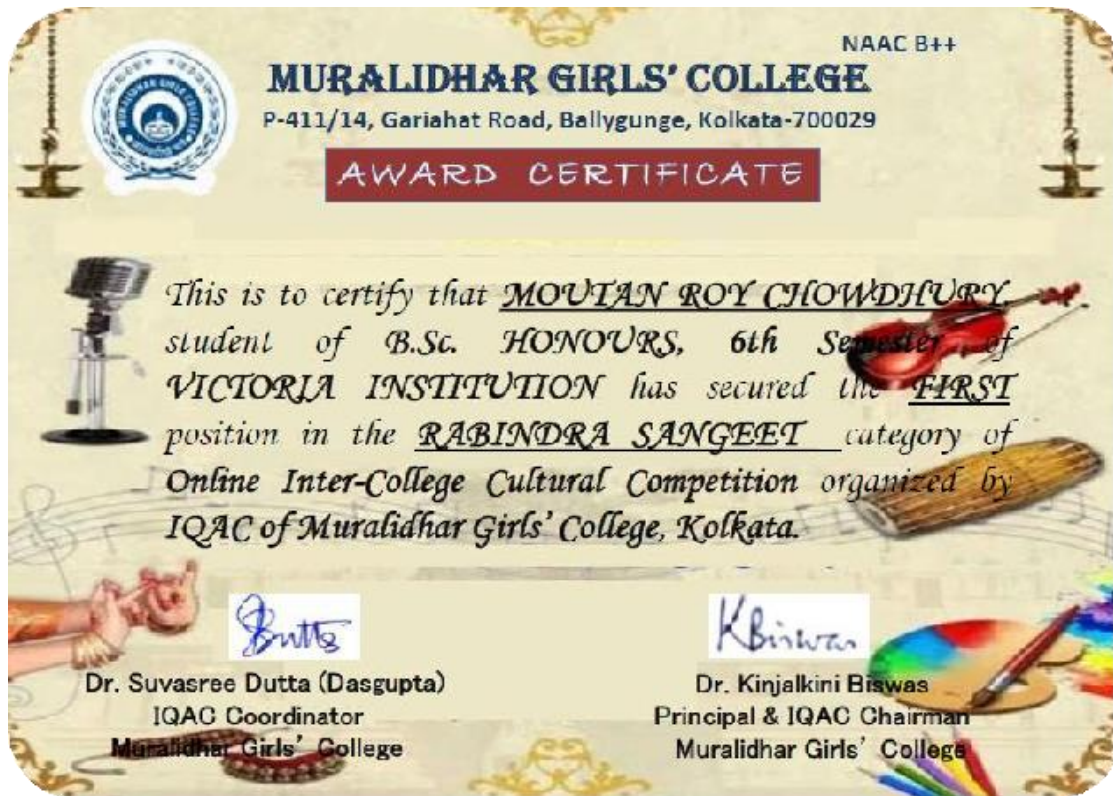 NAAC B++
MURALIDHAR GIRLS' COLLEGE
P-411/14, Gariahat Road, Ballygunge, Kolkata-700029
AWARD CERTIFICATE
This is to certify that MOUTAN ROY CHOWDHURY,
student of B.Sc. HONOURS, 6th Semester of
VICTORIA INSTITUTION has secured the FIRST
position in the RABINDRA SANGEET category of
Online Inter-College Cultural Competition organized by
IQAC of Muralidhar Girls' College, Kolkata.
SDutta
KBiswas
Dr. Suvasree Dutta (Dasgupta)
IQAC Coordinator
Muralidhar Girls' College
Dr. Kinjalkini Biswas
Principal & IQAC Chairman
Muralidhar Girls' College